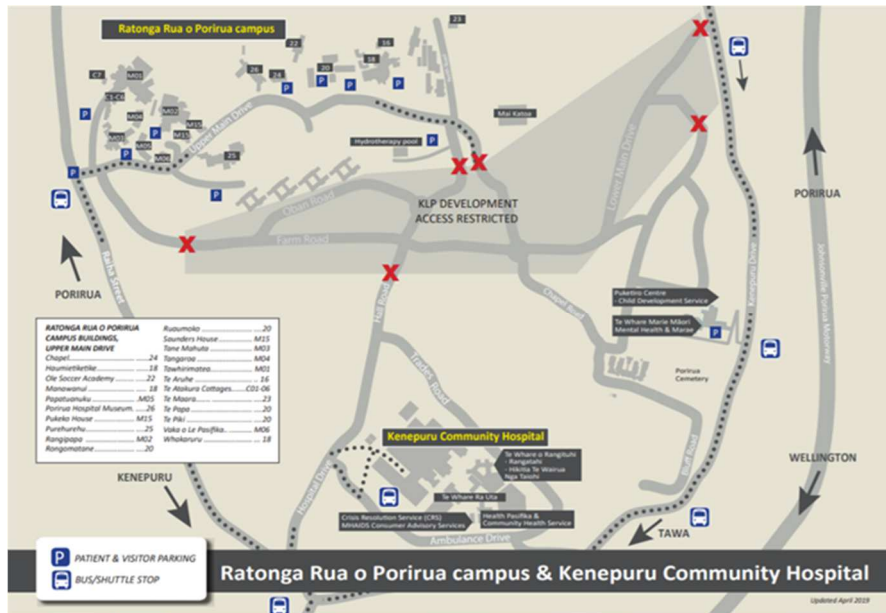 Ratonga Rua o Porirua campus
23
22
16
C7
M01
26
24
20
18
C1-C6
M04
M02
M15
M03
M05
M15
M06
25
Upper Main Drive
Hydrotherapy pool
Mai Katoa
KLP DEVELOPMENT
ACCESS RESTRICTED
Lower Main Drive
Oban Road
Farm Road
Hall Road
Chapel Road
Kenepuru Drive
PORIRUA
Johnsonville Porirua Motorway
PORIRUA
Raiha Street
Puketiro Centre
- Child Development Service
Te Whare Marie Māori
Mental Health & Marae
Porirua
Cemetery
Bluff Road
Trades Road
RATONGA RUA O PORIRUA
CAMPUS BUILDINGS,
UPPER MAIN DRIVE
Chapel 24
Haumietiketike 18
Ole Soccer Academy 22
Manawanui 18
Papatuanuku M05
Porirua Hospital Museum 26
Pukeko House M15
Purehurehu 25
Rangipapa M02
Rongomatane 20
Ruaumoko 20
Saunders House M15
Tane Mahuta M03
Tangaroa M04
Tawhirimatea M01
Te Aruhe 16
Te Atakura Cottages C01-06
Te Maara 23
Te Papa 20
Te Piki 20
Vaka o Le Pasifika M06
Whakaruru 18
KENEPURU
Kenepuru Community Hospital
Te Whare o Rangituhi
- Rangatahi
- Hikitia Te Wairua
Nga Taiohi
Te Whare Ra Uta
Crisis Resolution Service (CRS)
MHAIDS Consumer Advisory Services
Health Pasifika &
Community Health Service
Hospital Drive
Ambulance Drive
TAWA
WELLINGTON
P PATIENT & VISITOR PARKING
BUS/SHUTTLE STOP
Ratonga Rua o Porirua campus & Kenepuru Community Hospital
Updated April 2019